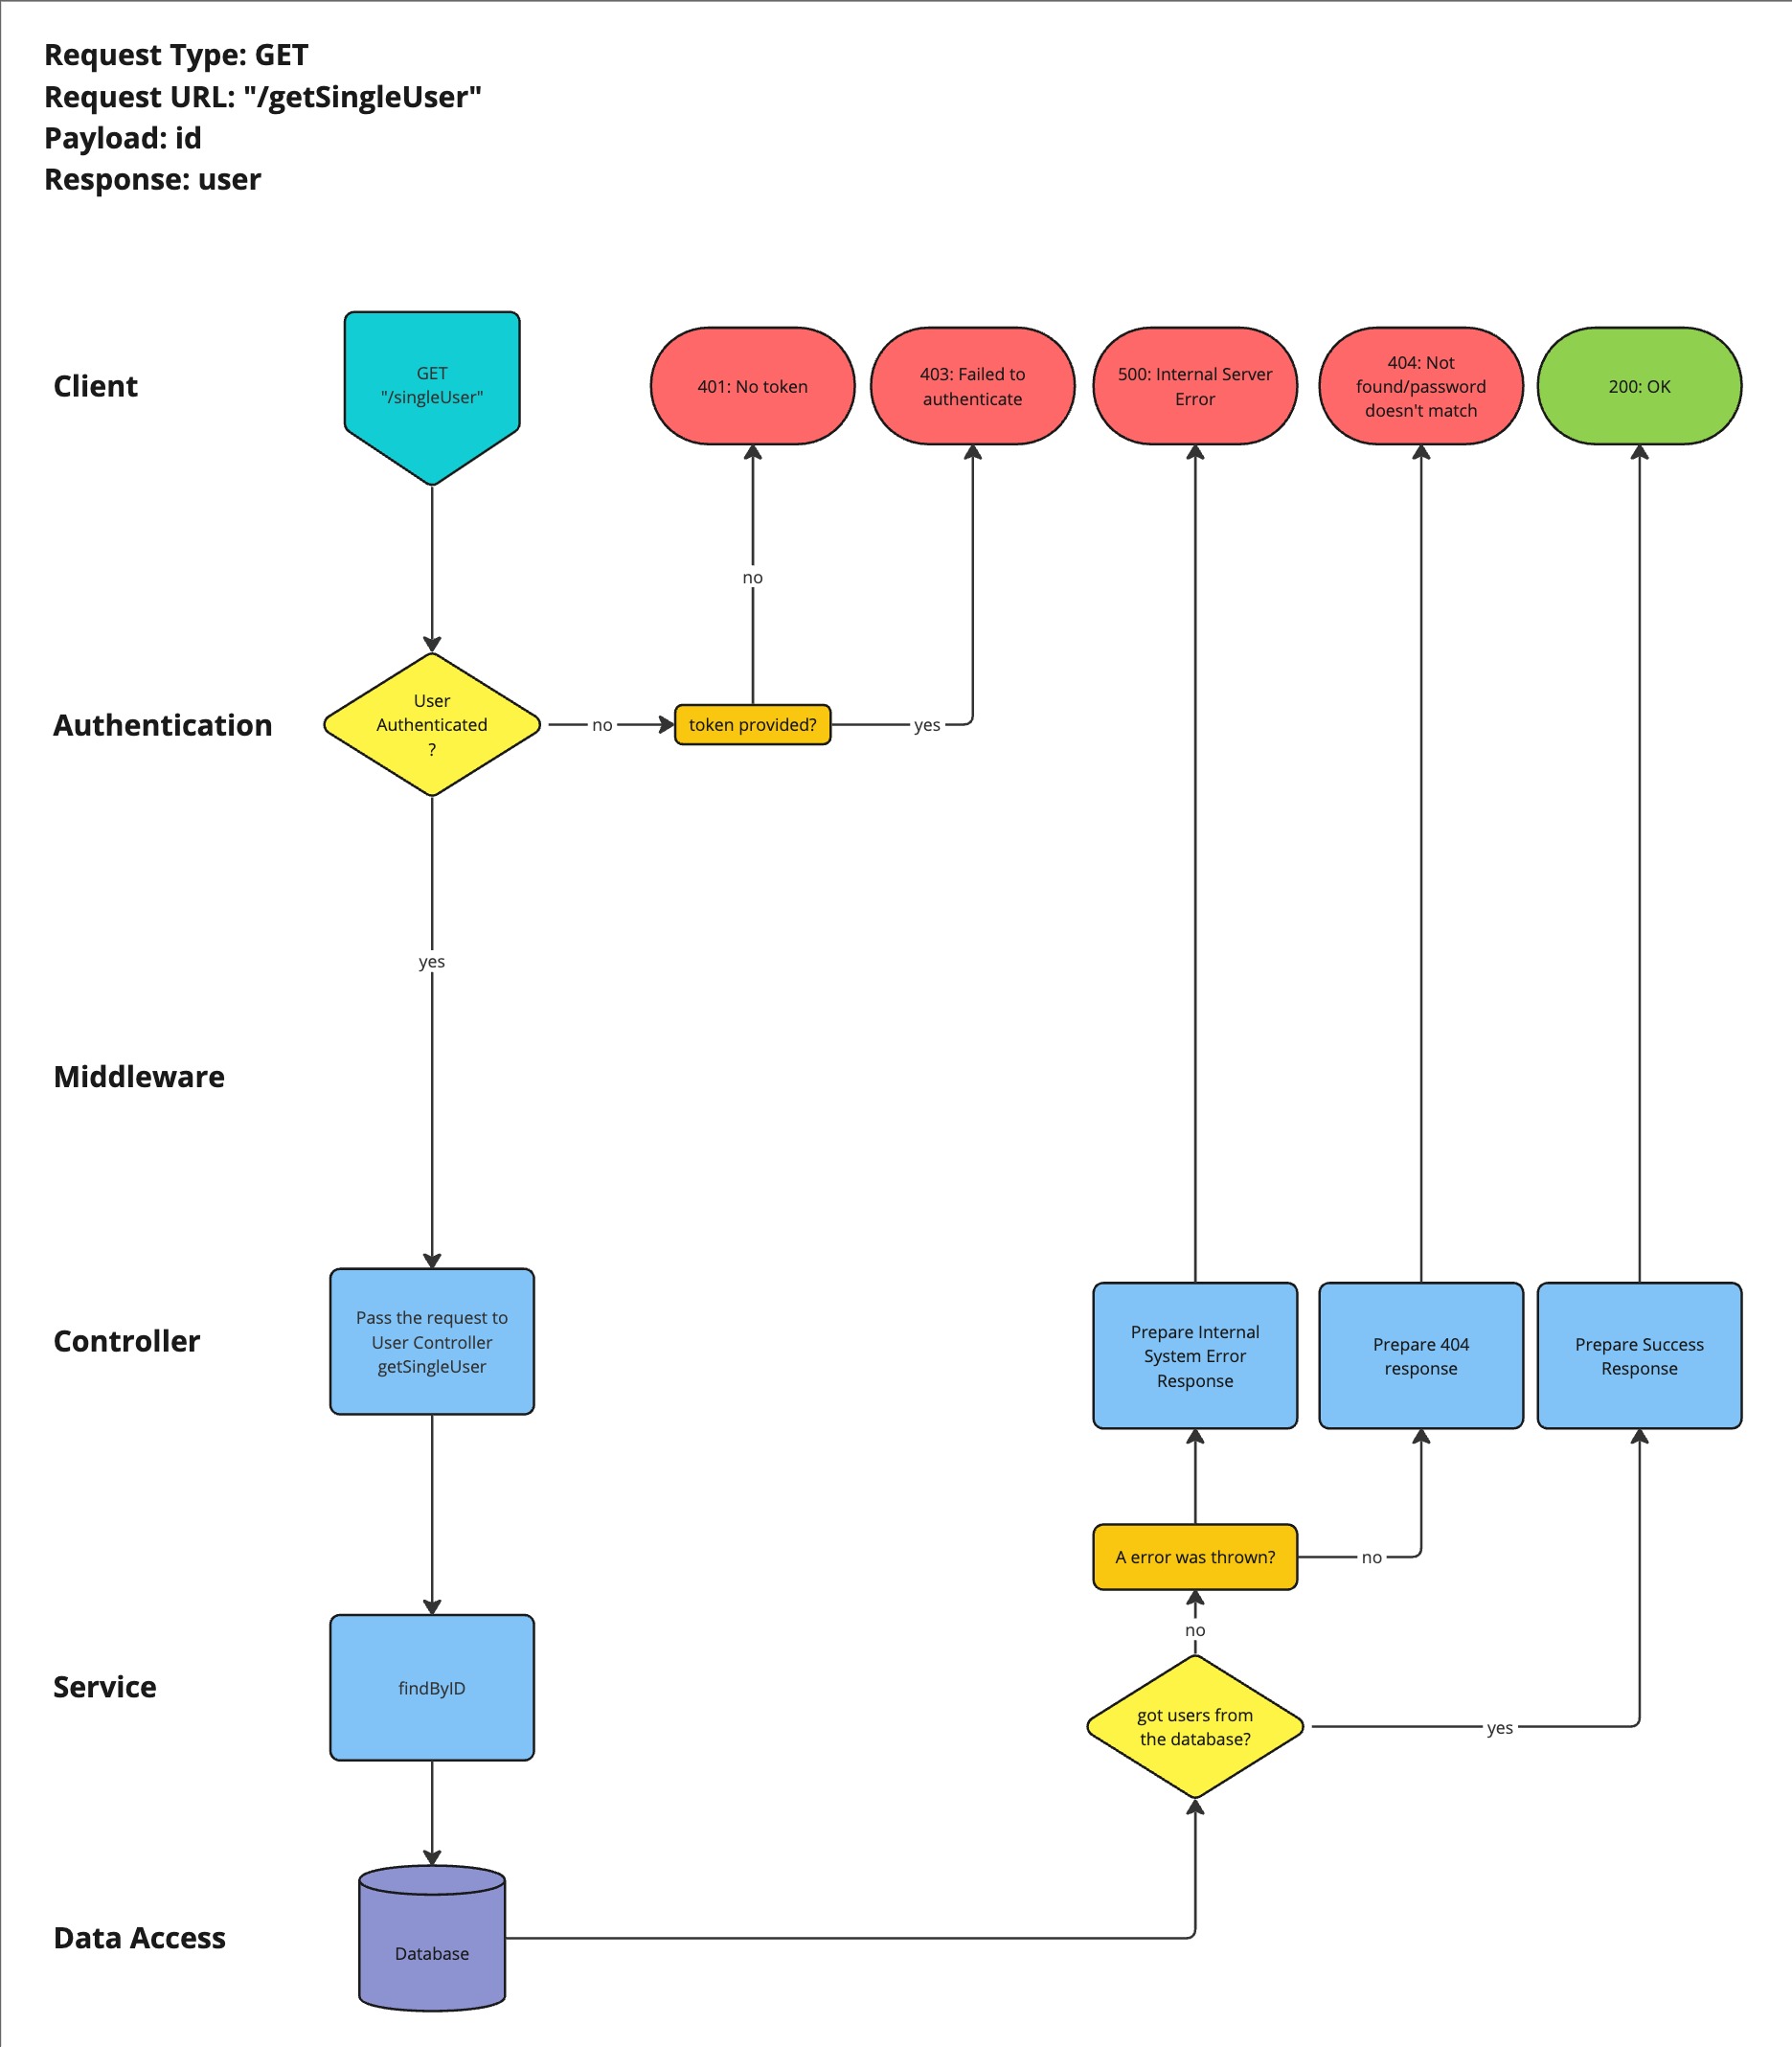 Request Type: GET
Request URL: "/getSingleUser"
Payload: id
Response: user
Client
GET
"/singleUser"
401: No token
403: Failed to
authenticate
500: Internal Server
Error
404: Not
found/password
doesn't match
200: OK
no
Authentication
User
Authenticated
?
no
token provided?
yes
yes
Middleware
Controller
Pass the request to
User Controller
getSingleUser
Prepare Internal
System Error
Response
Prepare 404
response
Prepare Success
Response
A error was thrown?
no
no
Service
findByID
got users from
the database?
yes
Data Access
Database